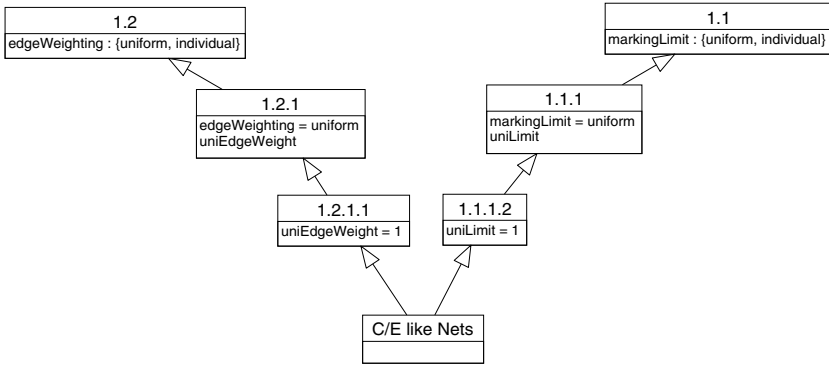 1.2
edgeWeighting : {uniform, individual}
1.1
markingLimit : {uniform, individual}
1.2.1
edgeWeighting = uniform
uniEdgeWeight
1.1.1
markingLimit = uniform
uniLimit
1.2.1.1
uniEdgeWeight = 1
1.1.1.2
uniLimit = 1
C/E like Nets